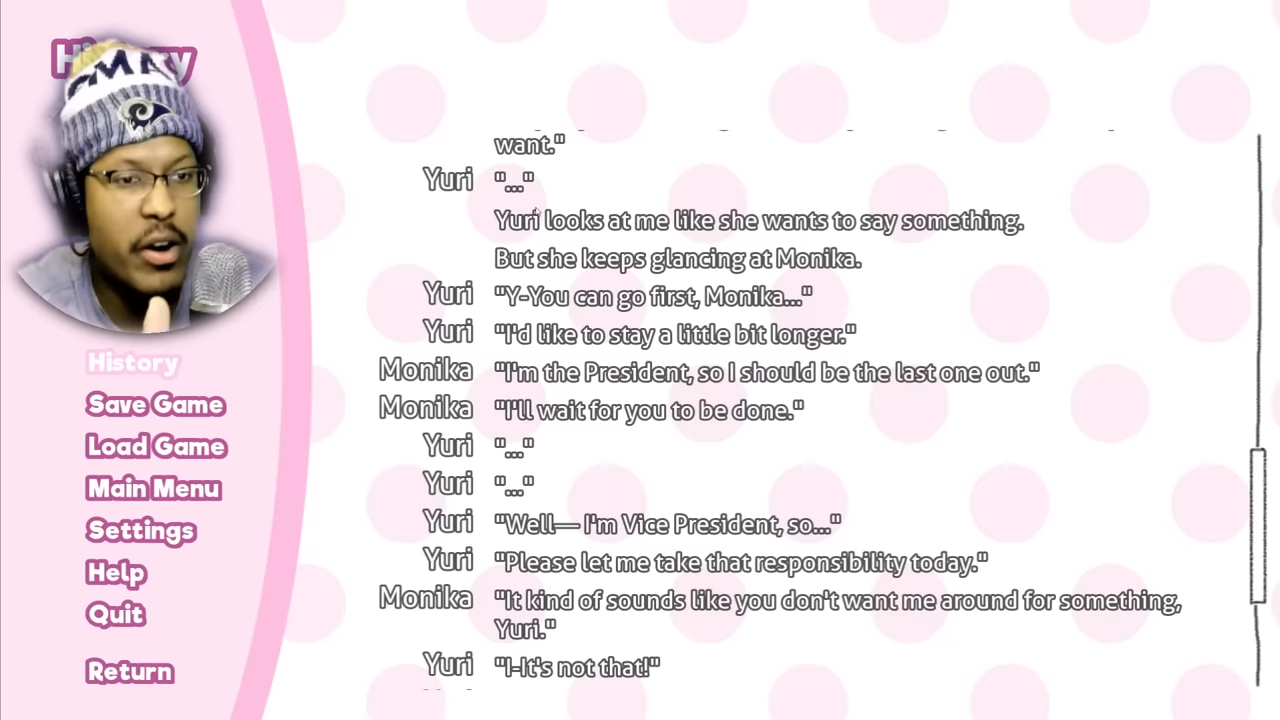 History
want."
Yuri "..."
Yuri looks at me like she wants to say something.
But she keeps glancing at Monika.
Yuri "Y-You can go first, Monika..."
Yuri "I'd like to stay a little bit longer."
Monika "I'm the President, so I should be the last one out."
Monika "I'll wait for you to be done."
Yuri "..."
Yuri "..."
Yuri "Well— I'm Vice President, so..."
Yuri "Please let me take that responsibility today."
Monika "It kind of sounds like you don't want me around for something,
Yuri."
Yuri "I-It's not that!"
History
Save Game
Load Game
Main Menu
Settings
Help
Quit
Return